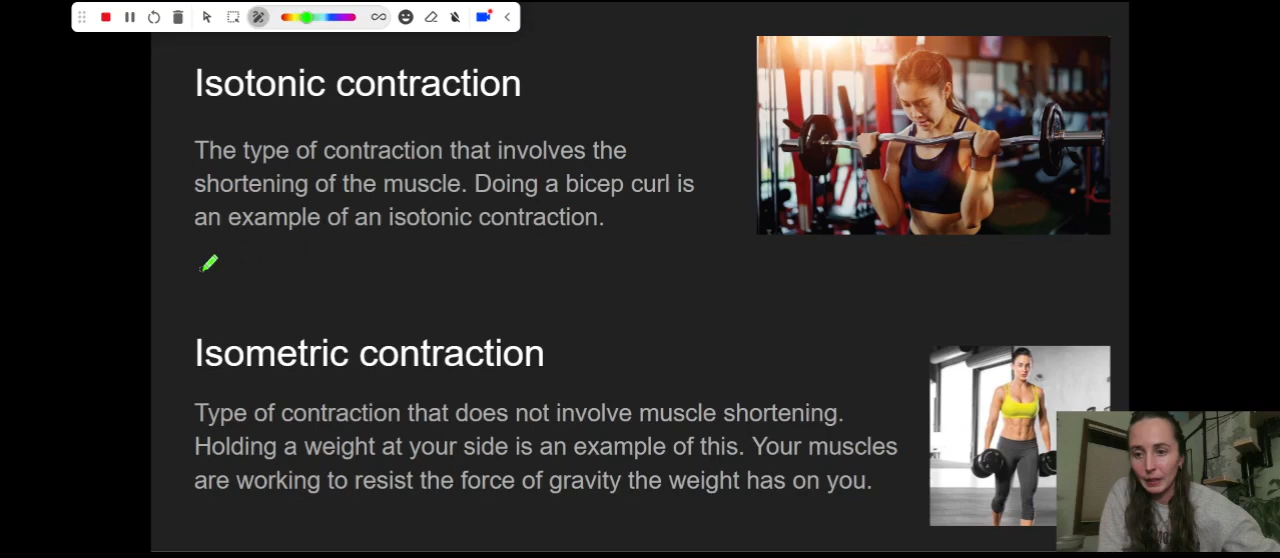 Isotonic contraction
The type of contraction that involves the
shortening of the muscle. Doing a bicep curl is
an example of an isotonic contraction.
Isometric contraction
Type of contraction that does not involve muscle shortening.
Holding a weight at your side is an example of this. Your muscles
are working to resist the force of gravity the weight has on you.